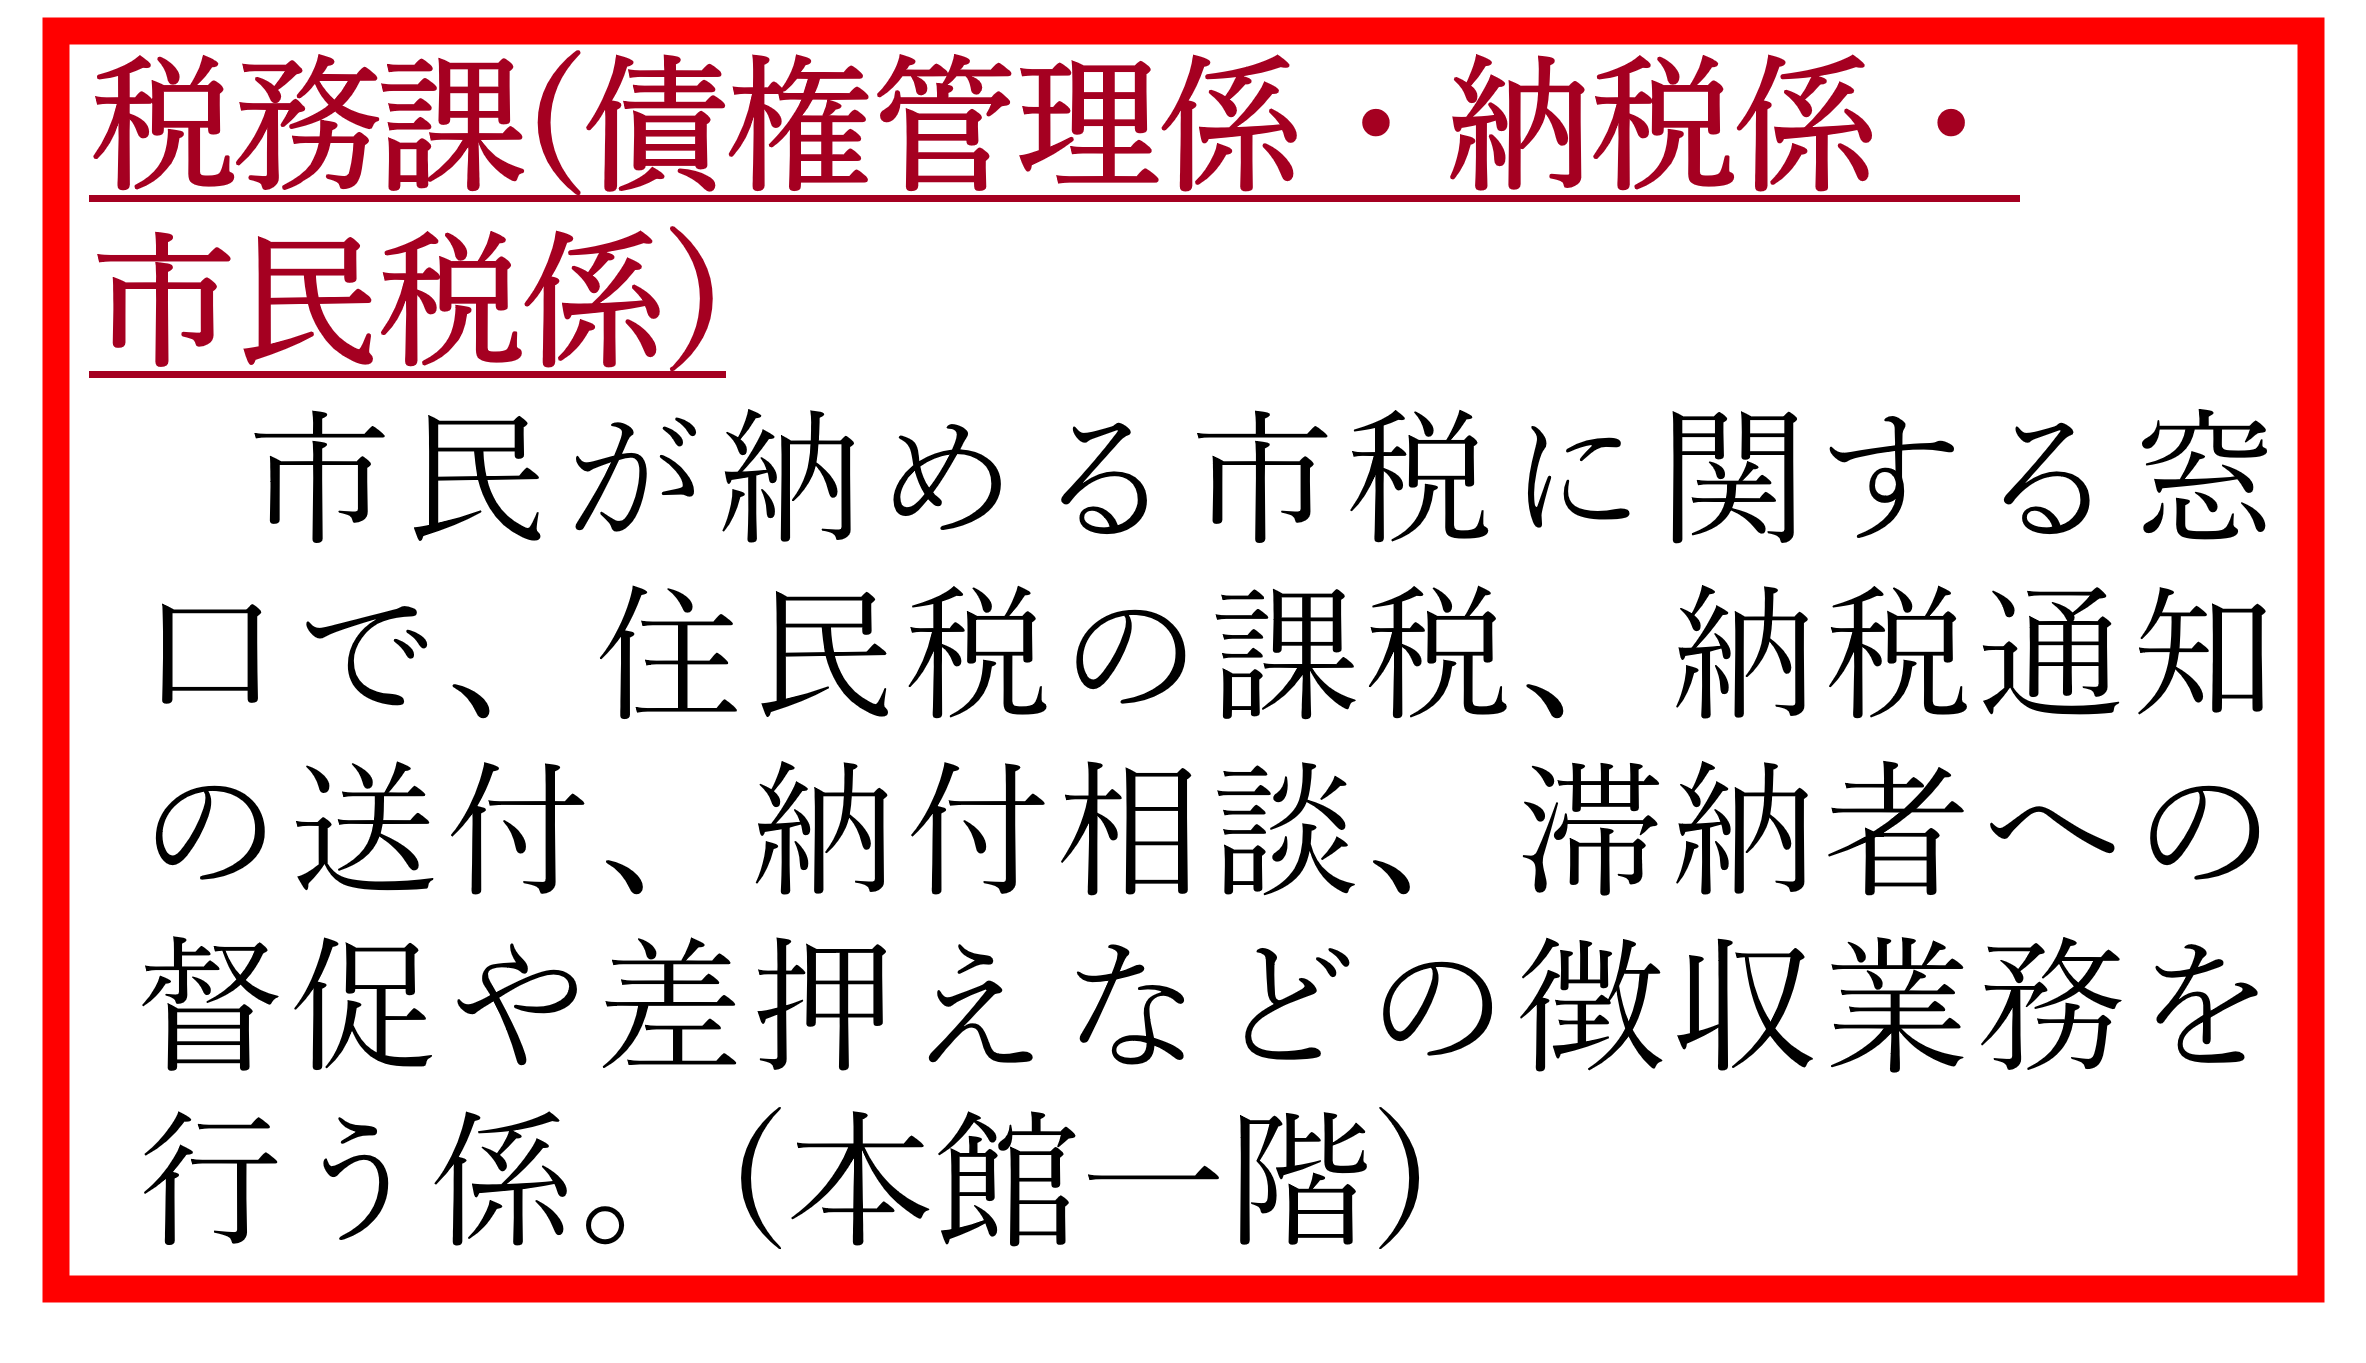 税務課(債権管理係・納税係・
市民税係)
市民が納める市税に関する窓
口で、住民税の課税、納税通知
の送付、納付相談、滞納者への
督促や差押えなどの徴収業務を
行う係。(本館一階)